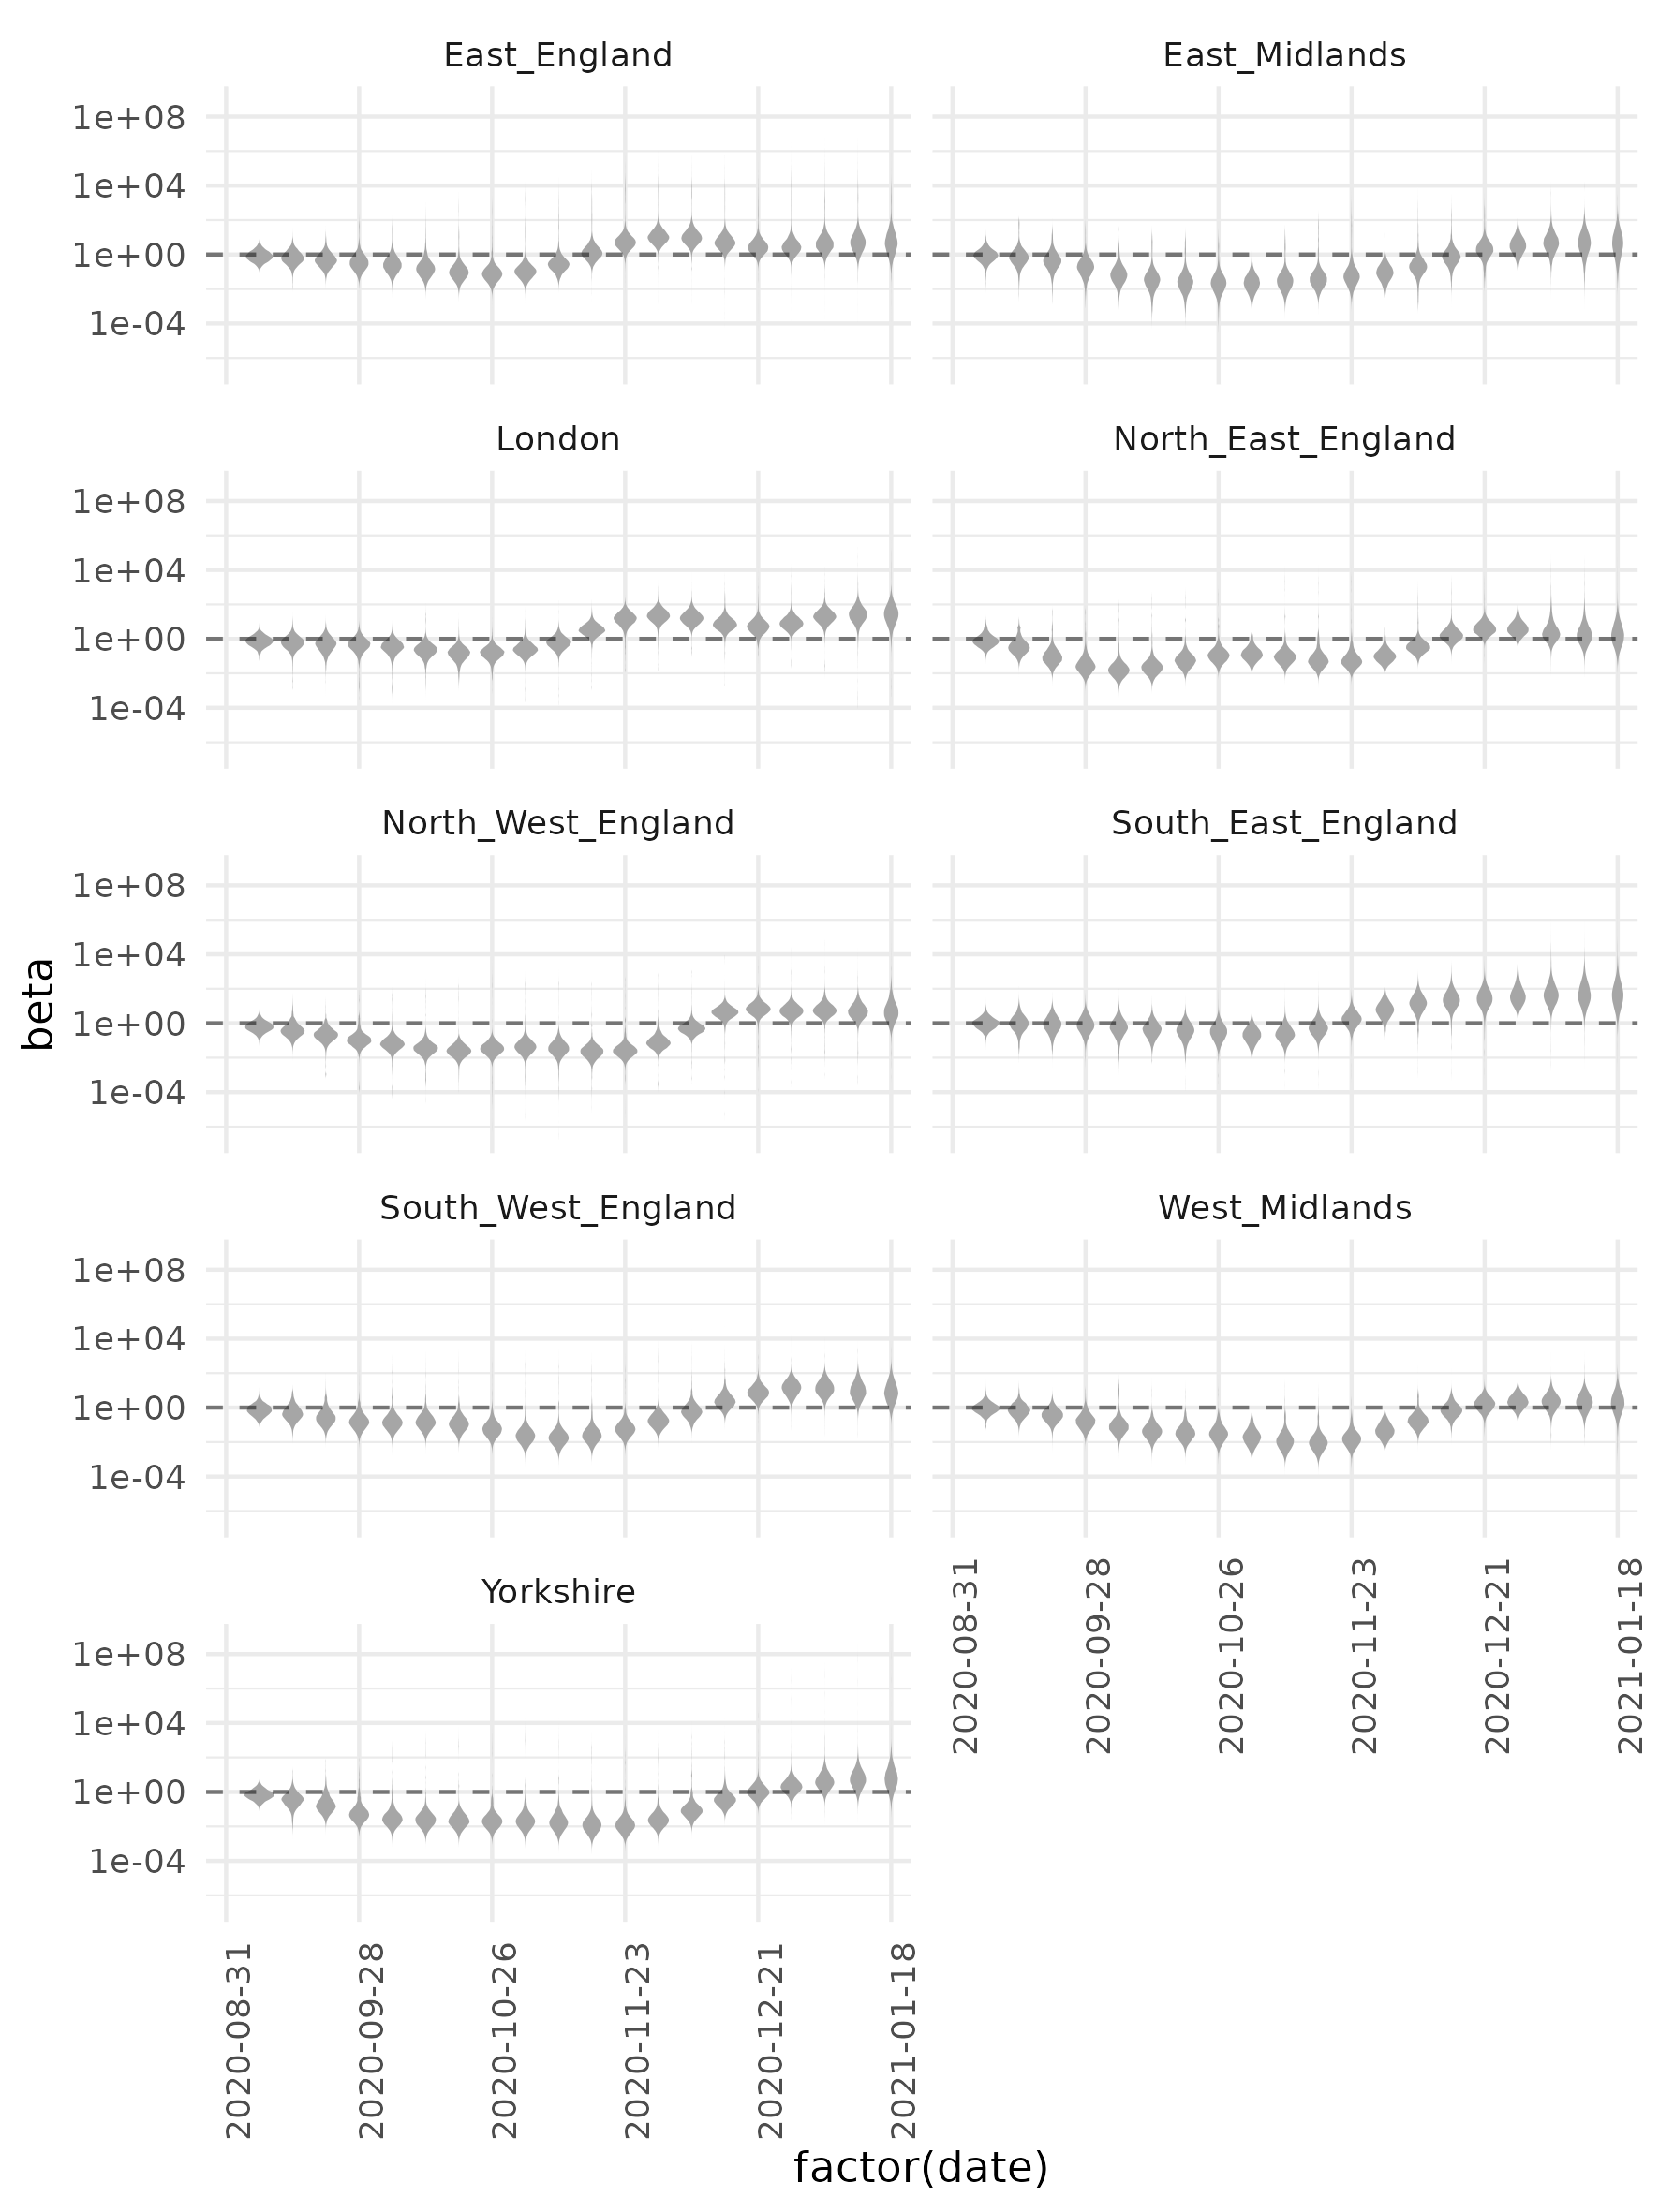 East_England
East_Midlands
1e+08
1e+04
1e+00
1e-04
London
North_East_England
1e+08
1e+04
1e+00
1e-04
North_West_England
South_East_England
1e+08
1e+04
1e+00
1e-04
beta
South_West_England
West_Midlands
1e+08
1e+04
1e+00
1e-04
2020-08-31
2020-09-28
2020-10-26
2020-11-23
2020-12-21
2021-01-18
Yorkshire
1e+08
1e+04
1e+00
1e-04
2020-08-31
2020-09-28
2020-10-26
2020-11-23
2020-12-21
2021-01-18
factor(date)